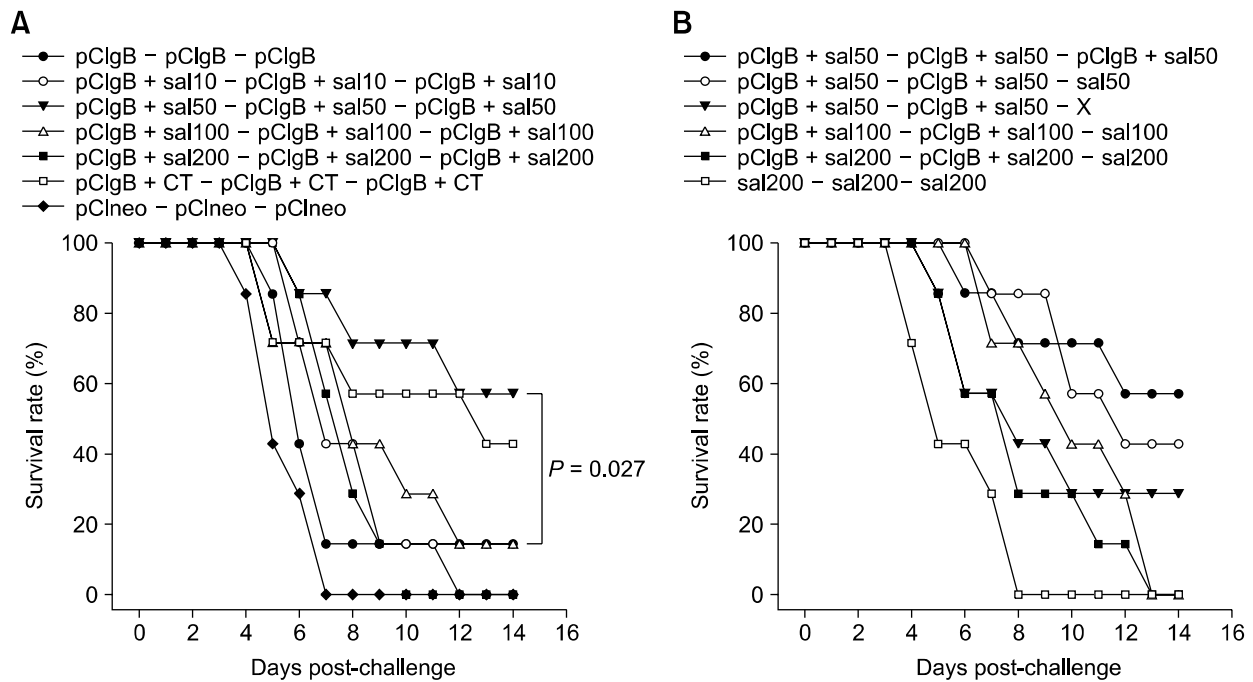 A
pCIgB – pCIgB – pCIgB
pCIgB + sal10 – pCIgB + sal10 – pCIgB + sal10
pCIgB + sal50 – pCIgB + sal50 – pCIgB + sal50
pCIgB + sal100 – pCIgB + sal100 – pCIgB + sal100
pCIgB + sal200 – pCIgB + sal200 – pCIgB + sal200
pCIgB + CT – pCIgB + CT – pCIgB + CT
pCIneo – pCIneo – pCIneo
100
80
60
40
20
0
Survival rate (%)
P = 0.027
0 2 4 6 8 10 12 14 16
Days post-challenge
B
pCIgB + sal50 – pCIgB + sal50 – pCIgB + sal50
pCIgB + sal50 – pCIgB + sal50 – sal50
pCIgB + sal50 – pCIgB + sal50 – X
pCIgB + sal100 – pCIgB + sal100 – sal100
pCIgB + sal200 – pCIgB + sal200 – sal200
sal200 – sal200– sal200
100
80
60
40
20
0
Survival rate (%)
0 2 4 6 8 10 12 14 16
Days post-challenge